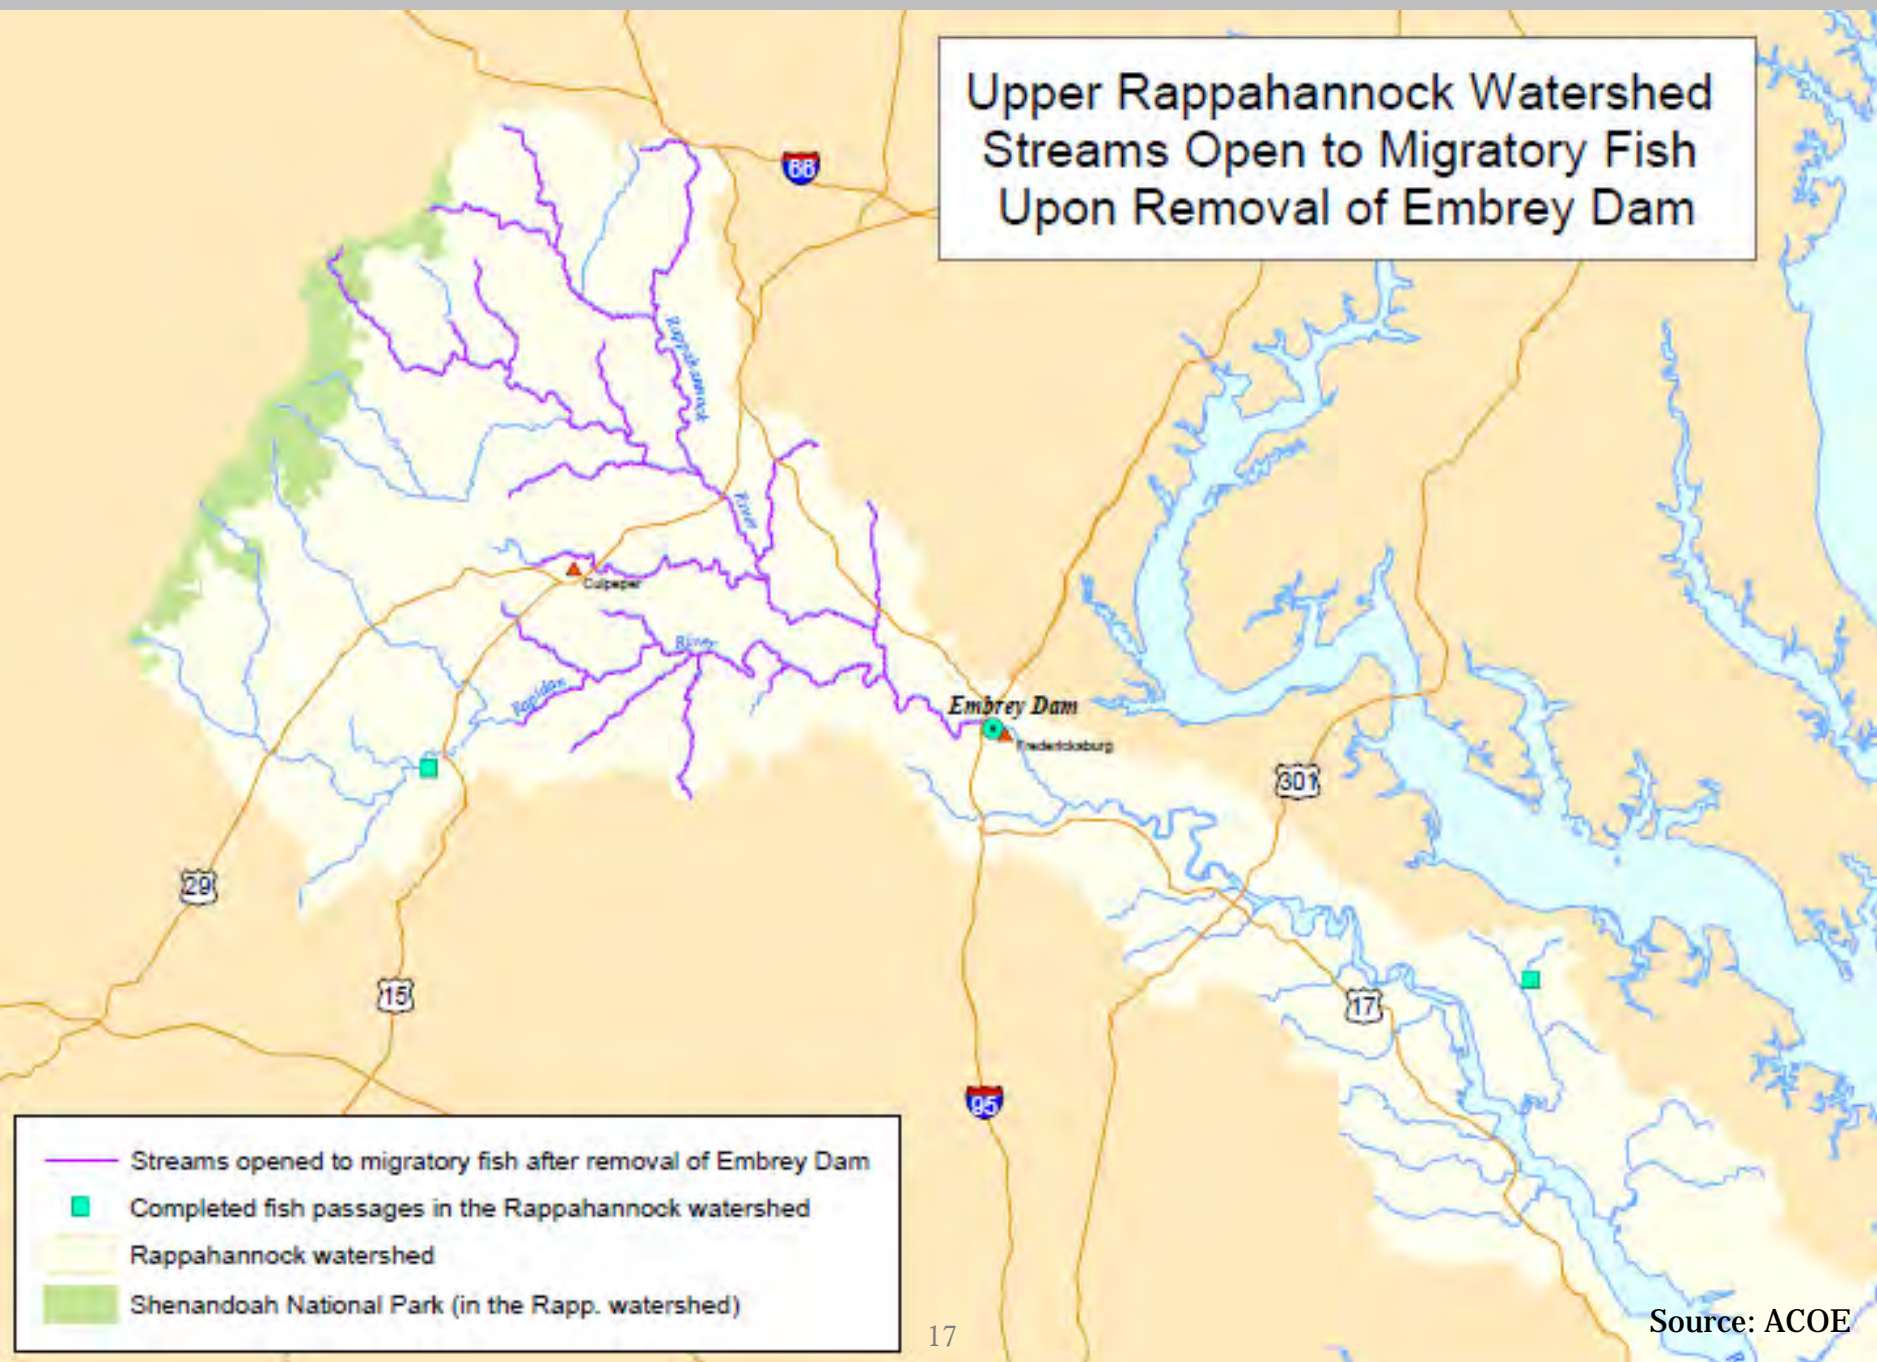 Upper Rappahannock Watershed
Streams Open to Migratory Fish
Upon Removal of Embrey Dam
66
Rappahannock
River
Culpeper
River
Rapidan
Embrey Dam
Fredericksburg
301
29
15
17
95
Streams opened to migratory fish after removal of Embrey Dam
Completed fish passages in the Rappahannock watershed
Rappahannock watershed
Shenandoah National Park (in the Rapp. watershed)
17
Source: ACOE